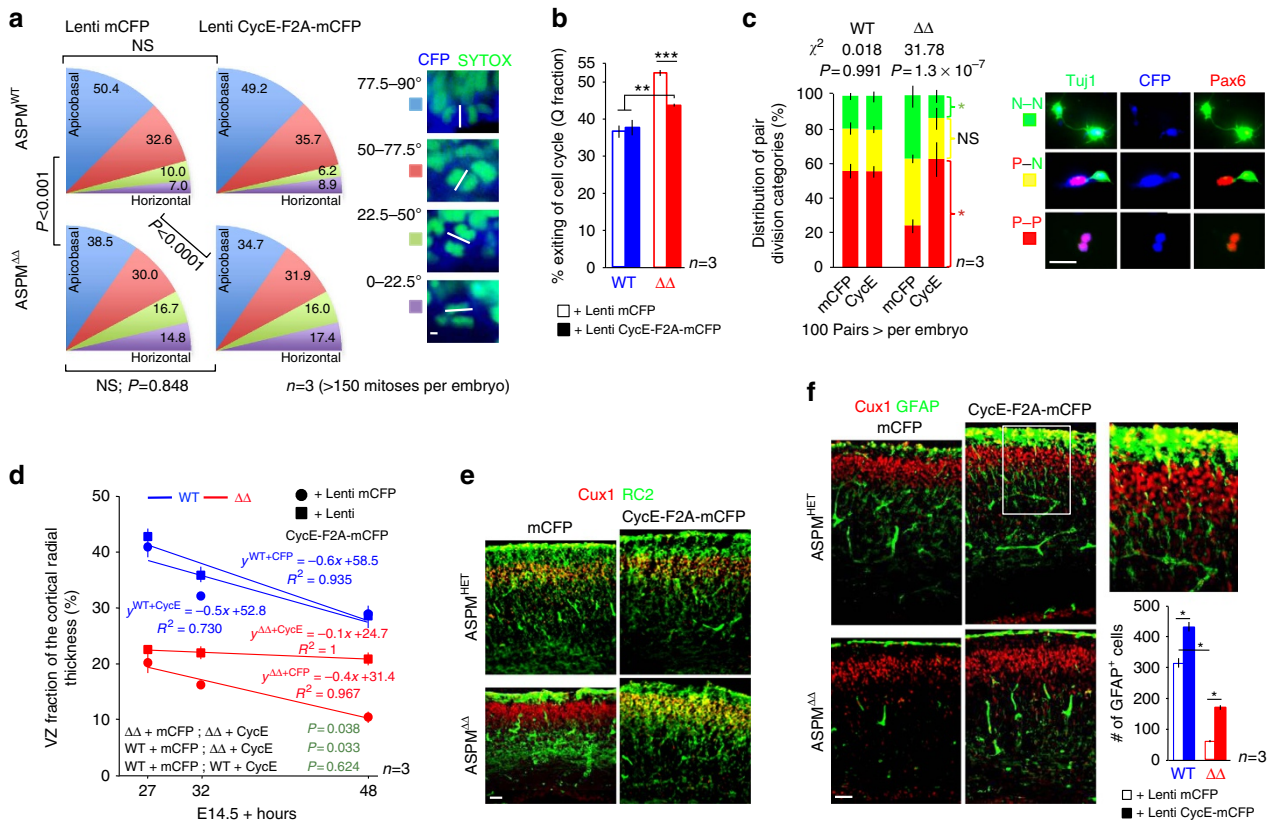 a
Lenti mCFP
Lenti CycE-F2A-mCFP
NS
ASPM^WT
Apicobasal
50.4
32.6
10.0
7.0
Horizontal
Apicobasal
49.2
35.7
6.2
8.9
Horizontal
P<0.001
P<0.0001
ASPM^ΔΔ
Apicobasal
38.5
30.0
16.7
14.8
Horizontal
Apicobasal
34.7
31.9
16.0
17.4
Horizontal
NS; P=0.848
n=3 (>150 mitoses per embryo)
CFP SYTOX
77.5–90°
50–77.5°
22.5–50°
0–22.5°
b
% exiting of cell cycle (Q fraction)
55
50
40
30
20
10
0
***
**
WT
ΔΔ
n=3
+ Lenti mCFP
+ Lenti CycE-F2A-mCFP
c
WT
ΔΔ
χ² 0.018 31.78
P=0.991 P=1.3×10⁻⁷
Distribution of pair
division categories (%)
100
80
60
40
20
0
*
NS
*
n=3
mCFP
CycE
mCFP
CycE
100 Pairs > per embryo
Tuj1
CFP
Pax6
N–N
P–N
P–P
d
WT
ΔΔ
+ Lenti mCFP
+ Lenti
CycE-F2A-mCFP
VZ fraction of the cortical radial
thickness (%)
50
40
30
20
10
0
y^WT+CFP = –0.6x+58.5
R² = 0.935
y^WT+CycE = –0.5x+52.8
R² = 0.730
y^ΔΔ+CycE = –0.1x+24.7
R² = 1
y^ΔΔ+CFP = –0.4x+31.4
R² = 0.967
ΔΔ + mCFP ; ΔΔ + CycE P=0.038
WT + mCFP ; ΔΔ + CycE P=0.033
WT + mCFP ; WT + CycE P=0.624
n=3
27
32
48
E14.5 + hours
e
Cux1 RC2
mCFP
CycE-F2A-mCFP
ASPM^HET
ASPM^ΔΔ
f
Cux1 GFAP
mCFP
CycE-F2A-mCFP
ASPM^HET
ASPM^ΔΔ
# of GFAP⁺ cells
500
400
300
200
100
0
*
*
*
WT
ΔΔ
n=3
+ Lenti mCFP
+ Lenti CycE-mCFP